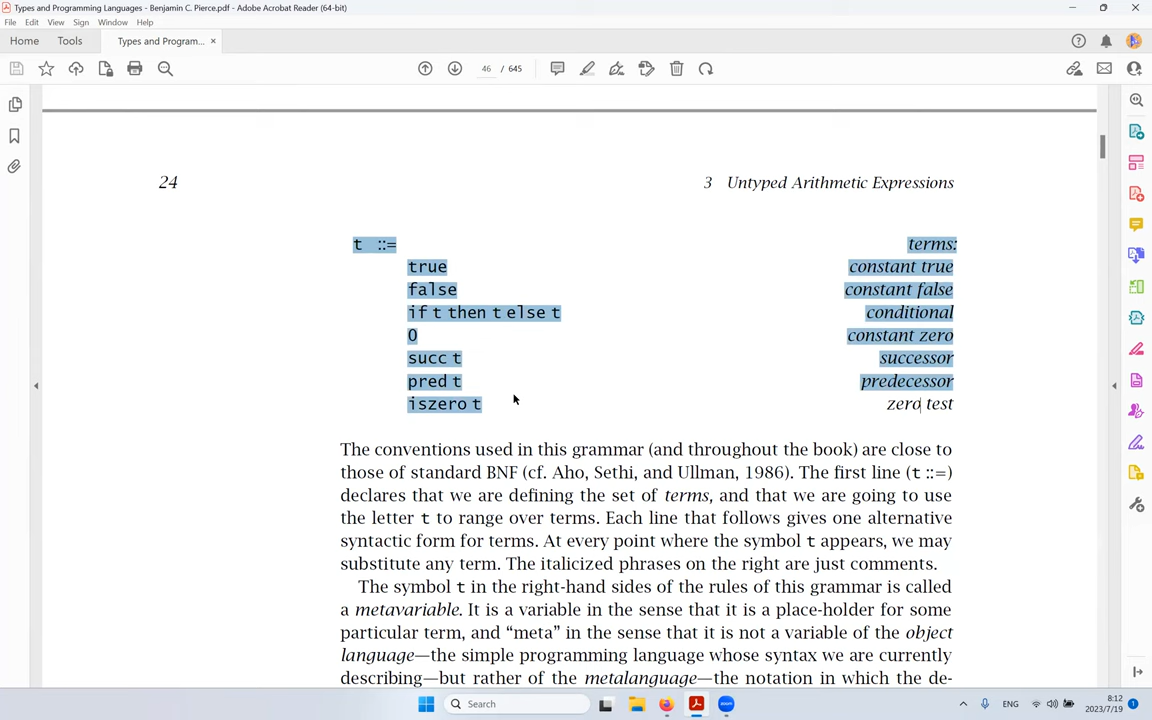 Types and Programming Languages - Benjamin C. Pierce.pdf - Adobe Acrobat Reader (64-bit)
File Edit View Sign Window Help
Home Tools Types and Program... ×
46 / 645
24 3 Untyped Arithmetic Expressions
t ::= terms:
true constant true
false constant false
if t then t else t conditional
0 constant zero
succ t successor
pred t predecessor
iszero t zero test
The conventions used in this grammar (and throughout the book) are close to
those of standard BNF (cf. Aho, Sethi, and Ullman, 1986). The first line (t ::=)
declares that we are defining the set of terms, and that we are going to use
the letter t to range over terms. Each line that follows gives one alternative
syntactic form for terms. At every point where the symbol t appears, we may
substitute any term. The italicized phrases on the right are just comments.
The symbol t in the right-hand sides of the rules of this grammar is called
a metavariable. It is a variable in the sense that it is a place-holder for some
particular term, and “meta” in the sense that it is not a variable of the object
language—the simple programming language whose syntax we are currently
describing—but rather of the metalanguage—the notation in which the de-
Search
ENG
8:12
2023/7/19
1
zoom